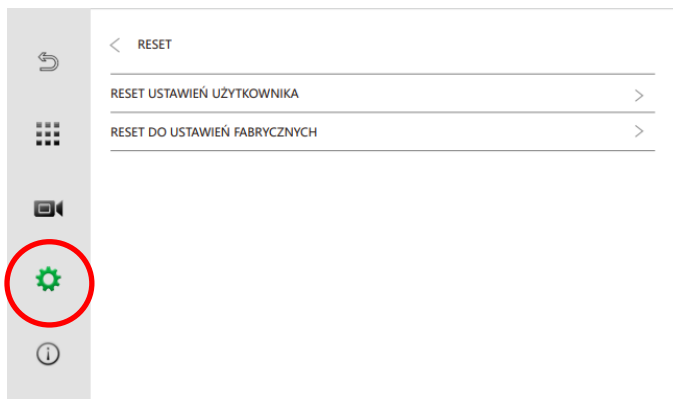 RESET
RESET USTAWIEŃ UŻYTKOWNIKA
RESET DO USTAWIEŃ FABRYCZNYCH